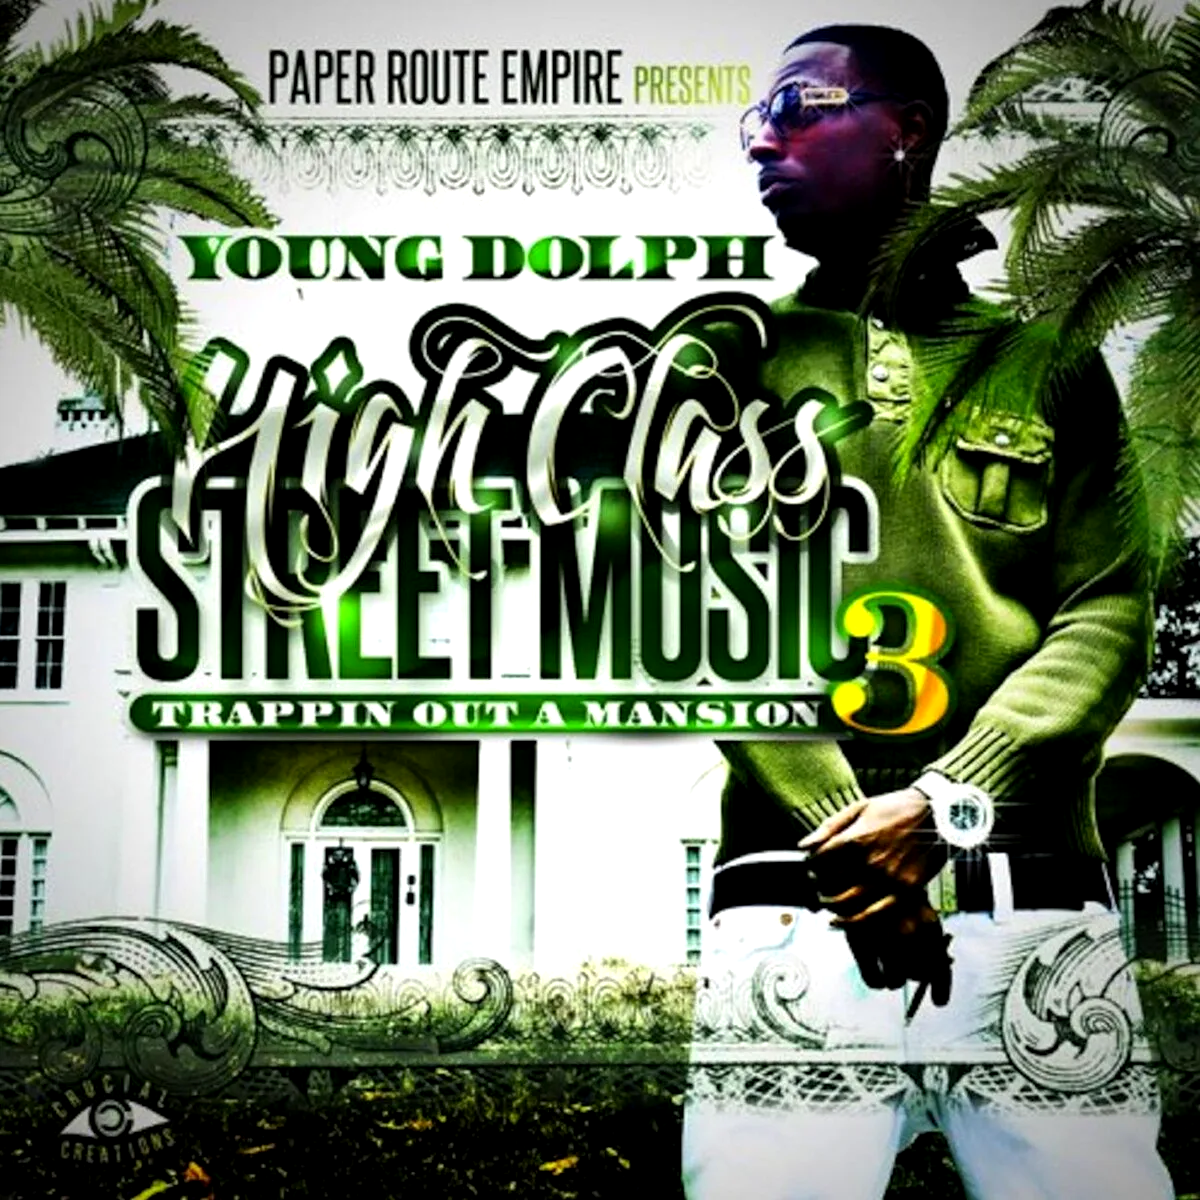 PAPER ROUTE EMPIRE PRESENTS
YOUNG DOLPH
High Class
STREET MUSIC 3
TRAPPIN OUT A MANSION
CRUCIAL
CREATIONS